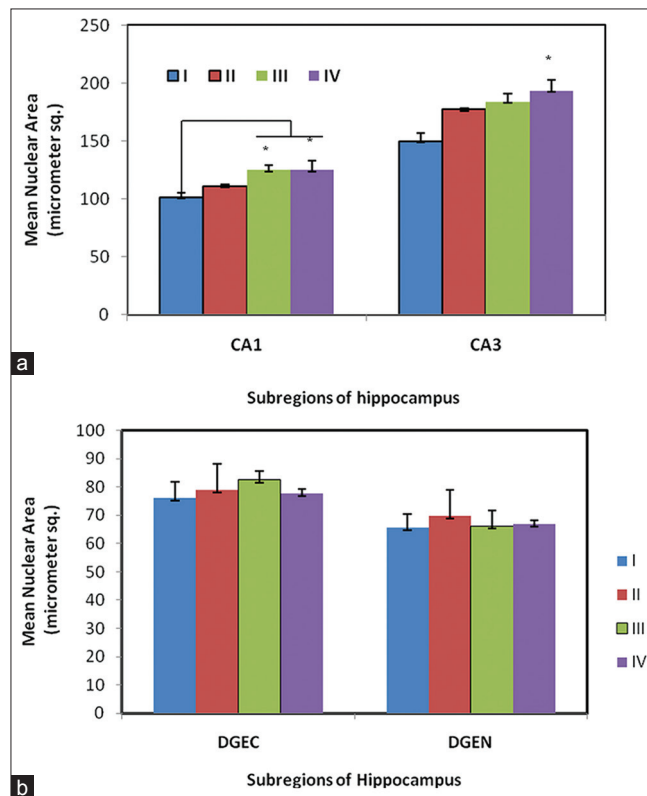 250
200
150
100
50
0
Mean Nuclear Area
(micrometer sq.)
I II III IV
*
*
*
CA1 CA3
Subregions of hippocampus
a
100
90
80
70
60
50
40
30
20
10
0
Mean Nuclear Area
(micrometer sq.)
I
II
III
IV
DGEC DGEN
Subregions of Hippocampus
b